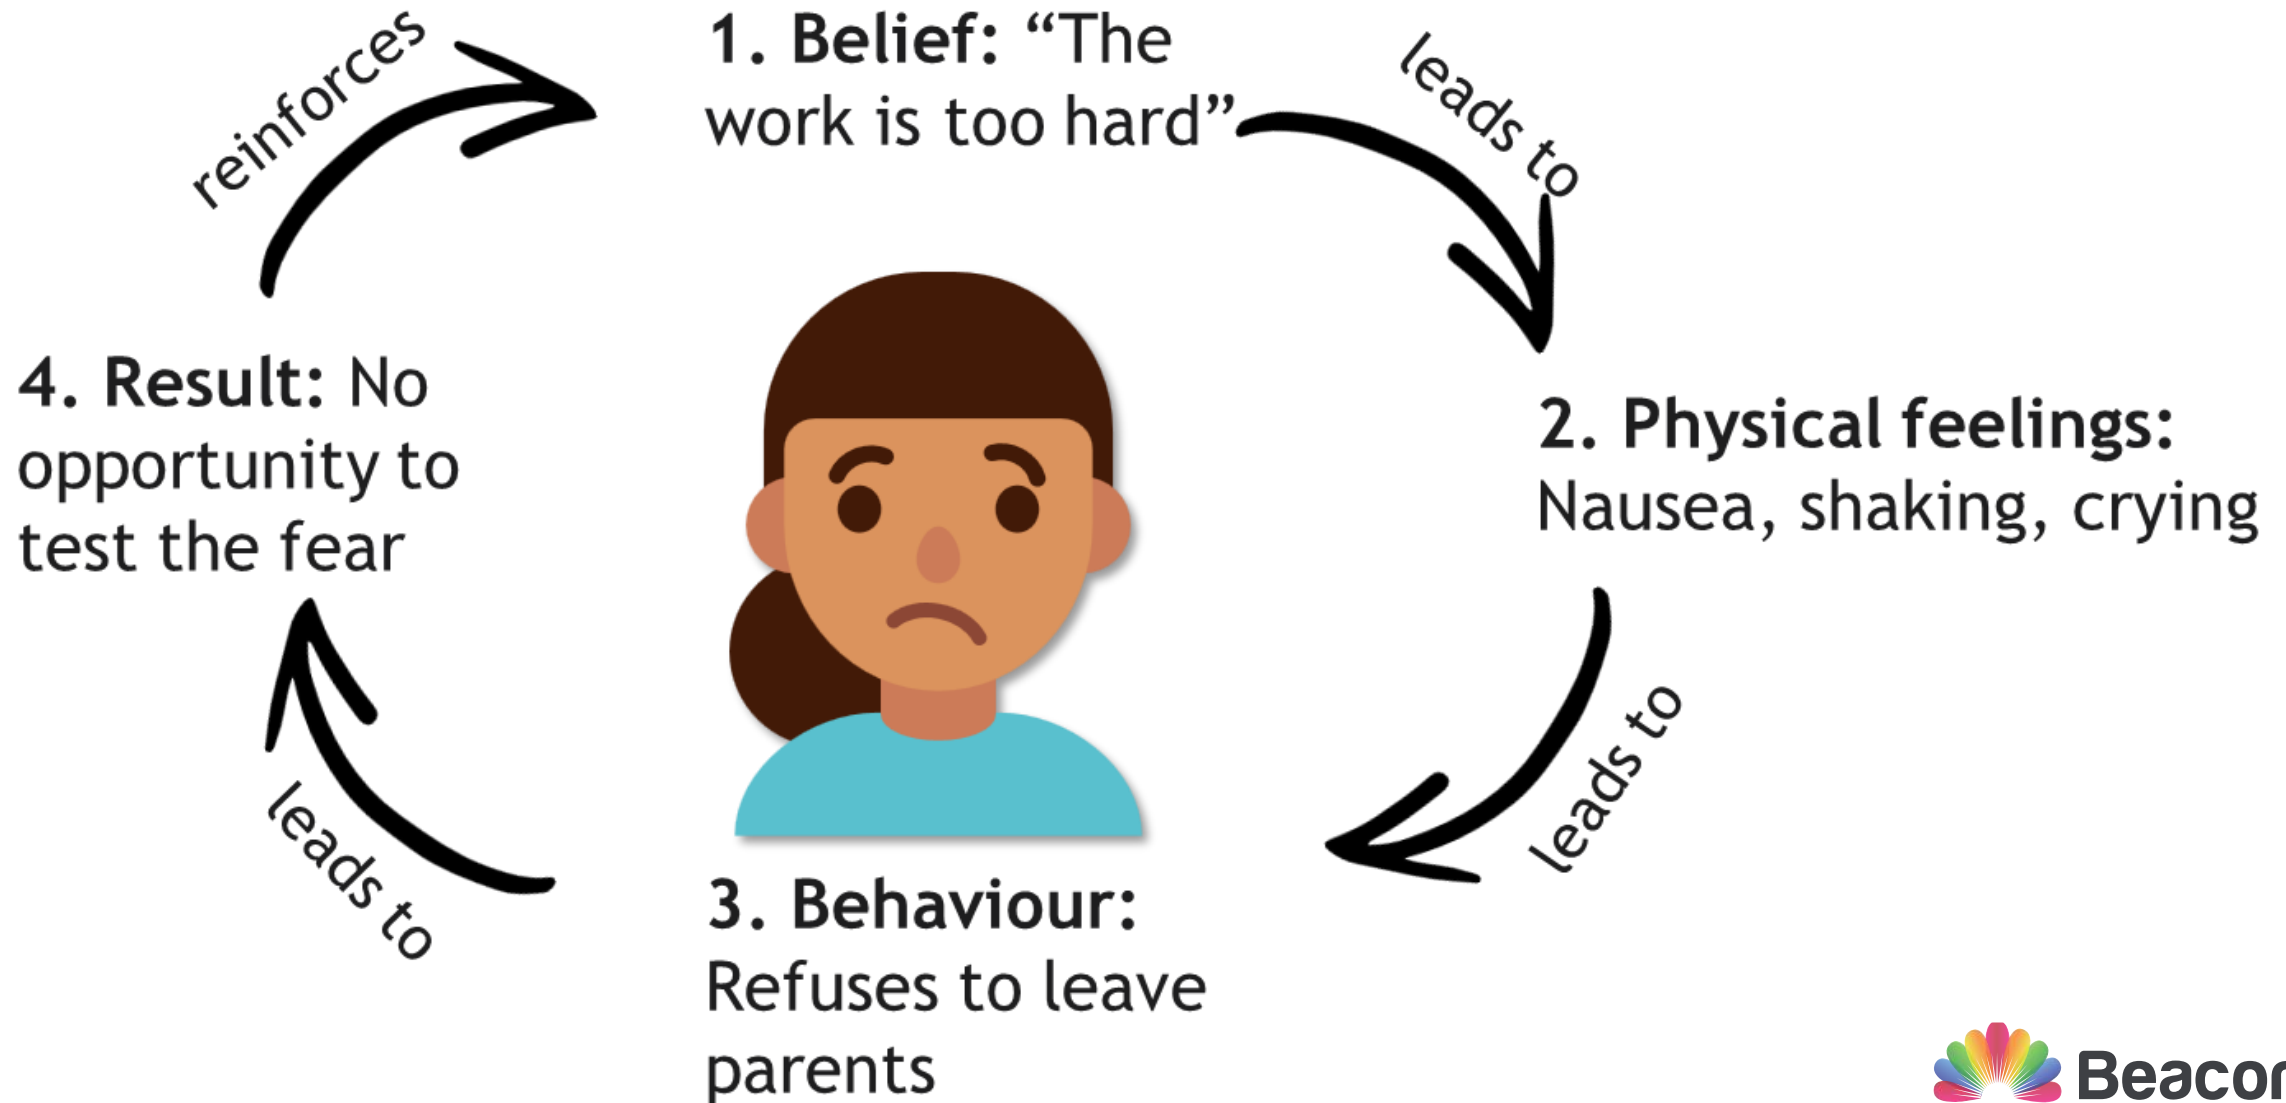 1. Belief: “The
work is too hard”
leads to
2. Physical feelings:
Nausea, shaking, crying
leads to
3. Behaviour:
Refuses to leave
parents
leads to
4. Result: No
opportunity to
test the fear
reinforces